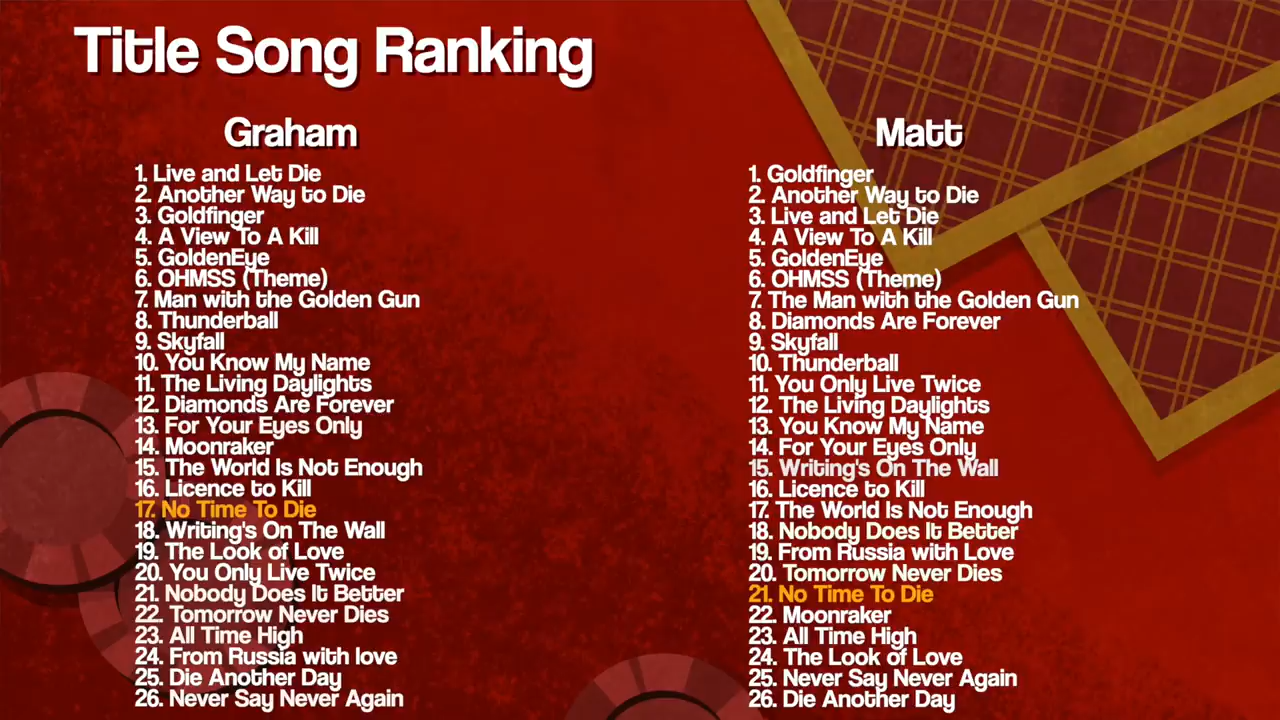 Title Song Ranking
Graham
1. Live and Let Die
2. Another Way to Die
3. Goldfinger
4. A View To A Kill
5. GoldenEye
6. OHMSS (Theme)
7. Man with the Golden Gun
8. Thunderball
9. Skyfall
10. You Know My Name
11. The Living Daylights
12. Diamonds Are Forever
13. For Your Eyes Only
14. Moonraker
15. The World Is Not Enough
16. Licence to Kill
17. No Time To Die
18. Writing's On The Wall
19. The Look of Love
20. You Only Live Twice
21. Nobody Does It Better
22. Tomorrow Never Dies
23. All Time High
24. From Russia with love
25. Die Another Day
26. Never Say Never Again
Matt
1. Goldfinger
2. Another Way to Die
3. Live and Let Die
4. A View To A Kill
5. GoldenEye
6. OHMSS (Theme)
7. The Man with the Golden Gun
8. Diamonds Are Forever
9. Skyfall
10. Thunderball
11. You Only Live Twice
12. The Living Daylights
13. You Know My Name
14. For Your Eyes Only
15. Writing's On The Wall
16. Licence to Kill
17. The World Is Not Enough
18. Nobody Does It Better
19. From Russia with Love
20. Tomorrow Never Dies
21. No Time To Die
22. Moonraker
23. All Time High
24. The Look of Love
25. Never Say Never Again
26. Die Another Day